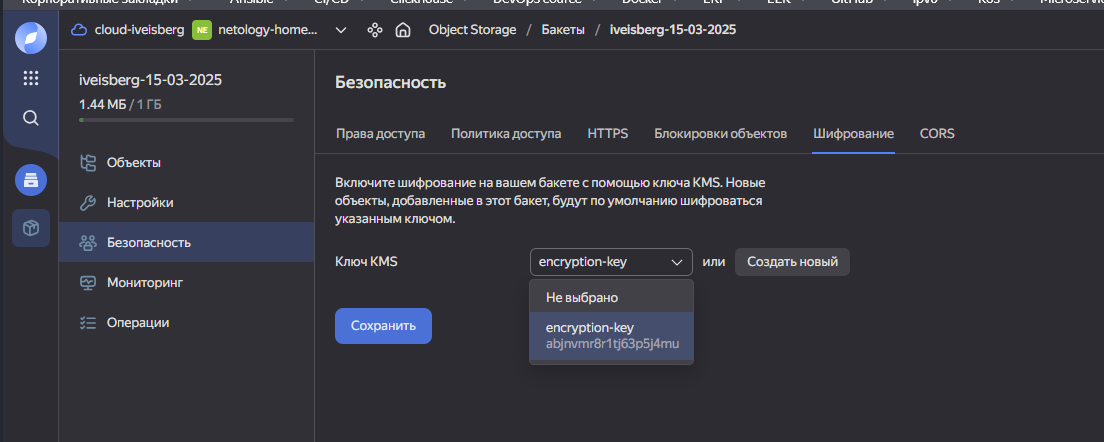 Корпоративные закладки Ansible CI/CD Clickhouse DevOps cource Docker ERP ELK GitHub IPv6 K8s
cloud-iveisberg NE netology-home... Object Storage / Бакеты / iveisberg-15-03-2025
iveisberg-15-03-2025
1.44 МБ / 1 ГБ
Объекты
Настройки
Безопасность
Мониторинг
Операции
Безопасность
Права доступа Политика доступа HTTPS Блокировки объектов Шифрование CORS
Включите шифрование на вашем бакете с помощью ключа KMS. Новые
объекты, добавленные в этот бакет, будут по умолчанию шифроваться
указанным ключом.
Ключ KMS encryption-key или Создать новый
Не выбрано
encryption-key
abjnvmr8r1tj63p5j4mu
Сохранить